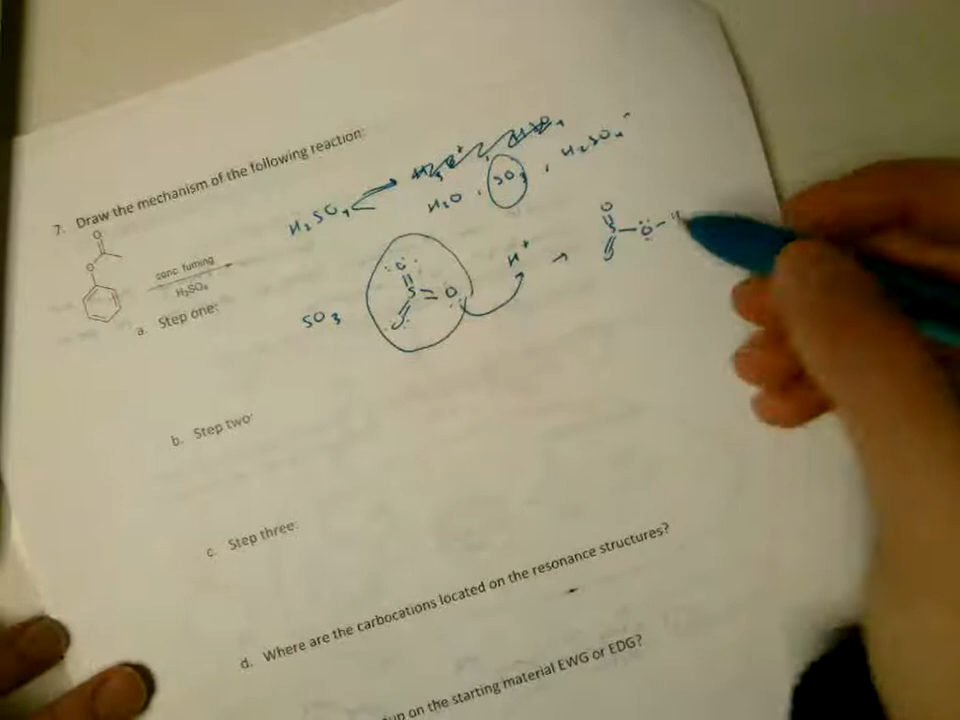 7. Draw the mechanism of the following reaction:
O
O
conc. fuming
H₂SO₄
H₂SO₄
H₂O , SO₃ ,
a. Step one:
SO₃
O
S O
O
H⁺
→
O
S - O - H
O
b. Step two:
c. Step three:
d. Where are the carbocations located on the resonance structures?
on the starting material EWG or EDG?